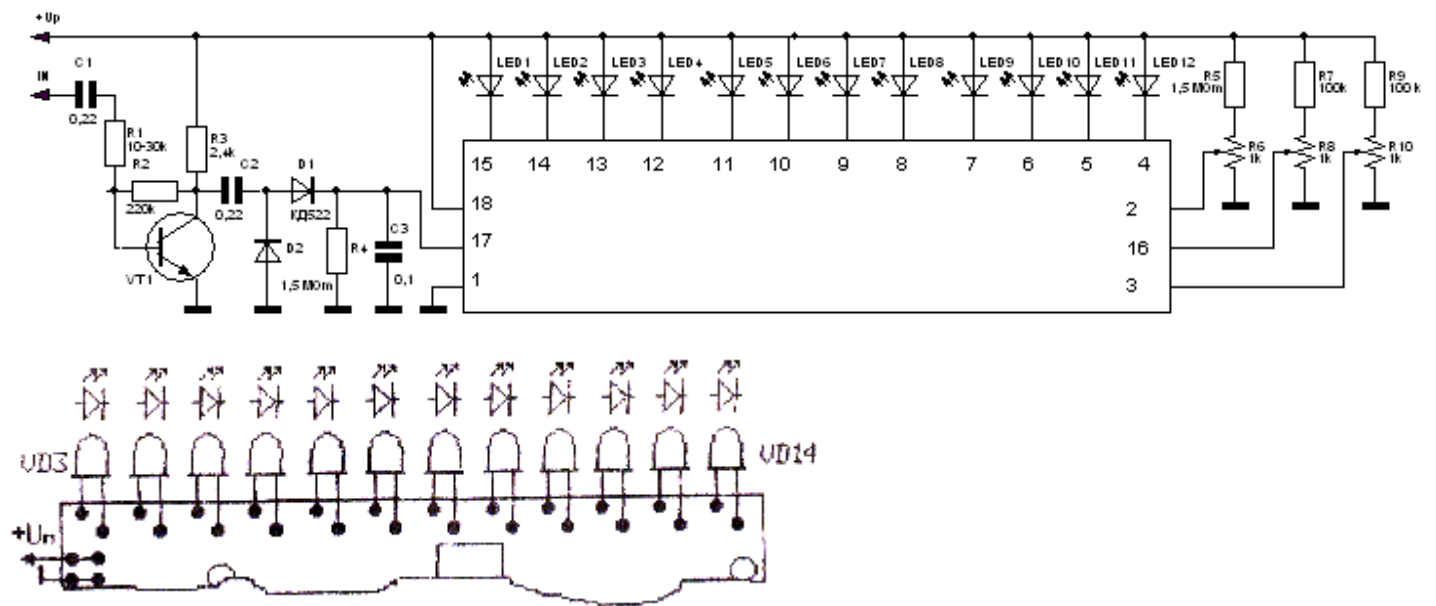 +Up
IN
C1
0,22
R1
10-30k
R2
220k
R3
2,4k
C2
0,22
D1
КД522
D2
VT1
R4
1,5 M0m
C3
0,1
LED1 LED2 LED3 LED4 LED5 LED6 LED7 LED8 LED9 LED10 LED11 LED12
R5
1,5 M0m
R7
100k
R9
100 k
R6
1k
R8
1k
R10
1k
15 14 13 12 11 10 9 8 7 6 5 4
18
17
1
2
16
3
VD3
VD14